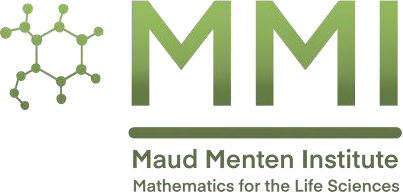 MMI
Maud Menten Institute
Mathematics for the Life Sciences